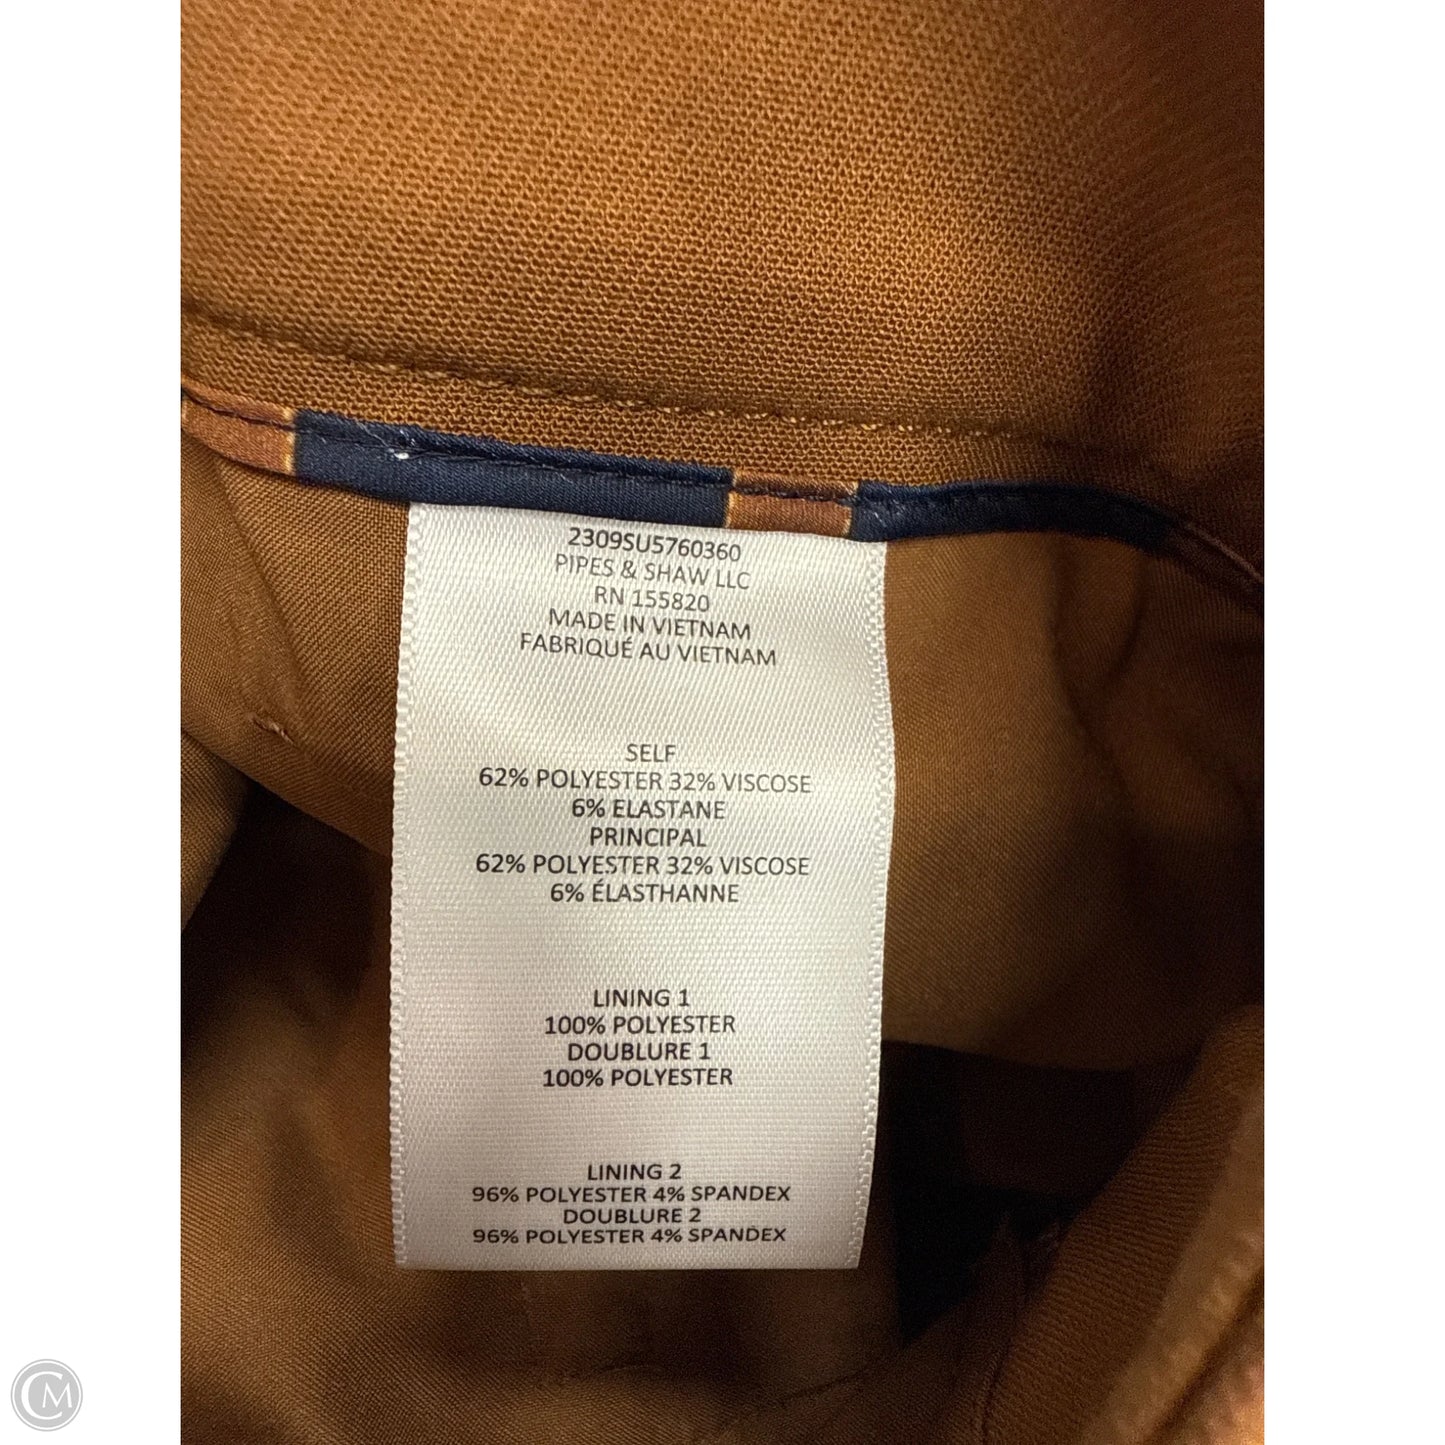 2309SU5760360
PIPES & SHAW LLC
RN 155820
MADE IN VIETNAM
FABRIQUÉ AU VIETNAM
SELF
62% POLYESTER 32% VISCOSE
6% ELASTANE
PRINCIPAL
62% POLYESTER 32% VISCOSE
6% ÉLASTHANNE
LINING 1
100% POLYESTER
DOUBLURE 1
100% POLYESTER
LINING 2
96% POLYESTER 4% SPANDEX
DOUBLURE 2
96% POLYESTER 4% SPANDEX
CM